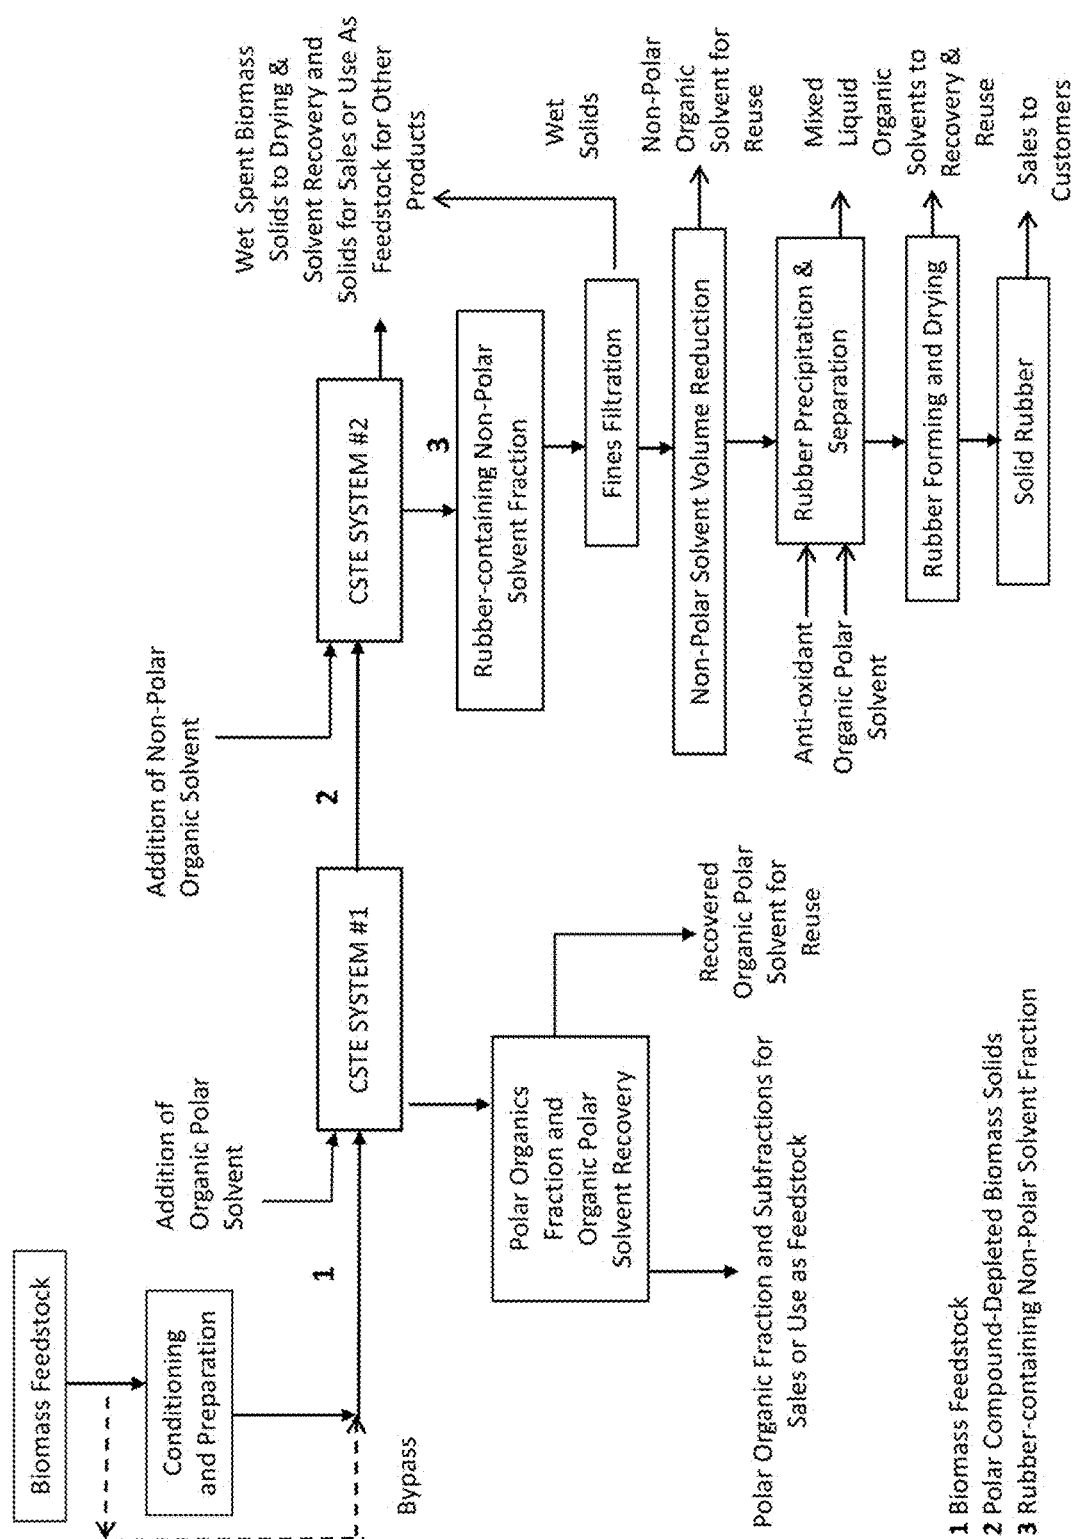 Biomass Feedstock
Conditioning
and Preparation
Bypass
1
Addition of
Organic Polar
Solvent
CSTE SYSTEM #1
Polar Organics
Fraction and
Organic Polar
Solvent Recovery
Recovered
Organic Polar
Solvent for
Reuse
Polar Organic Fraction and Subfractions for
Sales or Use as Feedstock
2
Addition of Non-Polar
Organic Solvent
CSTE SYSTEM #2
Wet Spent Biomass
Solids to Drying &
Solvent Recovery and
Solids for Sales or Use As
Feedstock for Other
Products
3
Rubber-containing Non-Polar
Solvent Fraction
Fines Filtration
Wet
Solids
Non-Polar Solvent Volume Reduction
Non-Polar
Organic
Solvent for
Reuse
Anti-oxidant
Organic Polar
Solvent
Rubber Precipitation &
Separation
Mixed
Liquid
Organic
Solvents to
Recovery &
Reuse
Rubber Forming and Drying
Solid Rubber
Sales to
Customers
1 Biomass Feedstock
2 Polar Compound-Depleted Biomass Solids
3 Rubber-containing Non-Polar Solvent Fraction